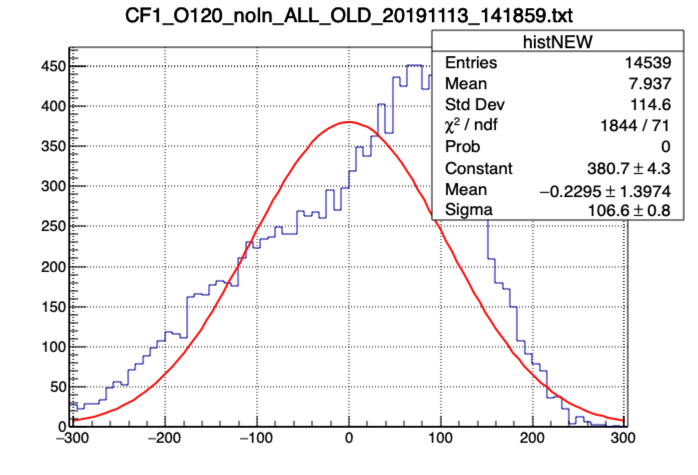 CF1_O120_noIn_ALL_OLD_20191113_141859.txt
histNEW
Entries 14539
Mean 7.937
Std Dev 114.6
χ² / ndf 1844 / 71
Prob 0
Constant 380.7 ± 4.3
Mean −0.2295 ± 1.3974
Sigma 106.6 ± 0.8
450
400
350
300
250
200
150
100
50
0
−300 −200 −100 0 100 200 300